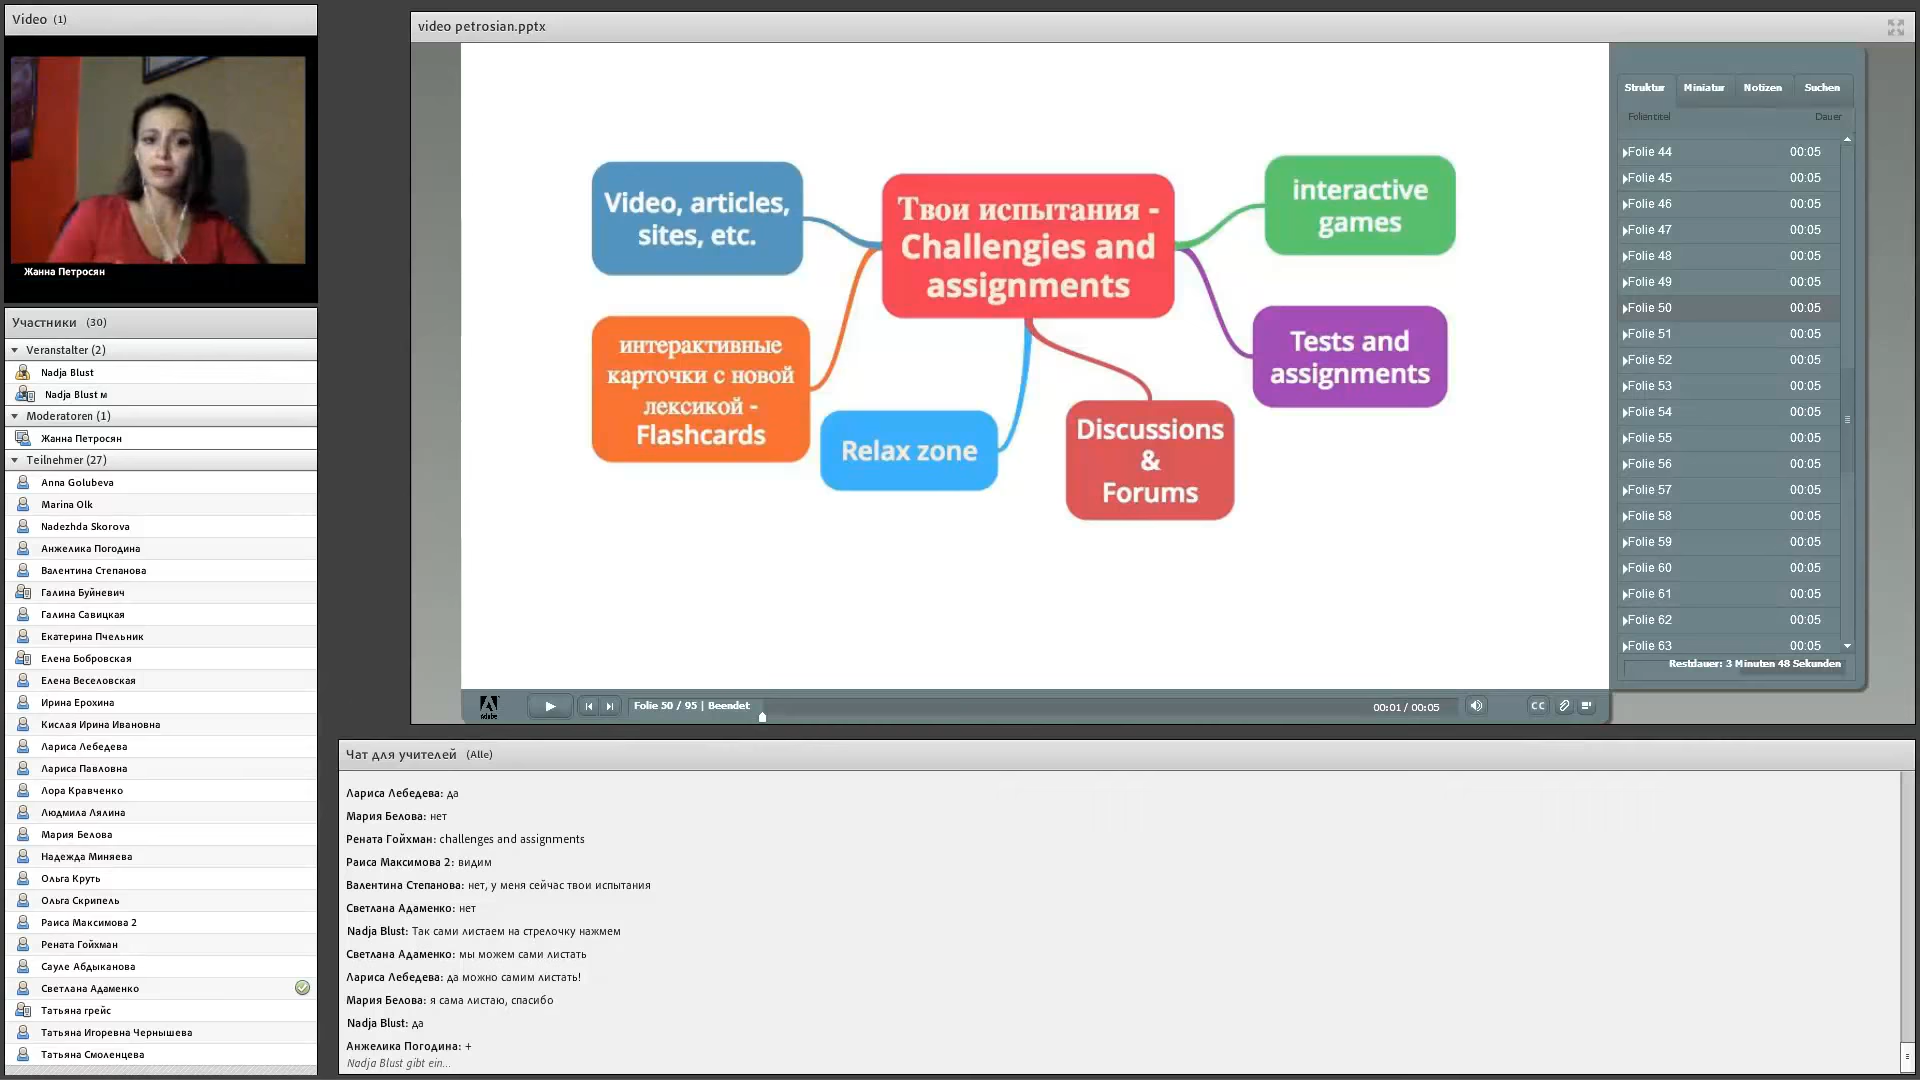 Video (1)
Жанна Петросян
Участники (30)
Veranstalter (2)
Nadja Blust
Nadja Blust м
Moderatoren (1)
Жанна Петросян
Teilnehmer (27)
Anna Golubeva
Marina Olk
Nadezhda Skorova
Анжелика Погодина
Валентина Степанова
Галина Буйневич
Галина Савицкая
Екатерина Пчельник
Елена Бобровская
Елена Веселовская
Ирина Ерохина
Кислая Ирина Ивановна
Лариса Лебедева
Лариса Павловна
Лора Кравченко
Людмила Лялина
Мария Белова
Надежда Миняева
Ольга Круть
Ольга Скрипель
Раиса Максимова 2
Рената Гойхман
Сауле Абдыканова
Светлана Адаменко
Татьяна грейс
Татьяна Игоревна Чернышева
Татьяна Смоленцева
video petrosian.pptx
Video, articles,
sites, etc.
Твои испытания -
Challengies and
assignments
interactive
games
интерактивные
карточки с новой
лексикой -
Flashcards
Relax zone
Discussions
&
Forums
Tests and
assignments
Struktur Miniatur Notizen Suchen
Folientitel Dauer
Folie 44 00:05
Folie 45 00:05
Folie 46 00:05
Folie 47 00:05
Folie 48 00:05
Folie 49 00:05
Folie 50 00:05
Folie 51 00:05
Folie 52 00:05
Folie 53 00:05
Folie 54 00:05
Folie 55 00:05
Folie 56 00:05
Folie 57 00:05
Folie 58 00:05
Folie 59 00:05
Folie 60 00:05
Folie 61 00:05
Folie 62 00:05
Folie 63 00:05
Restdauer: 3 Minuten 48 Sekunden
Adobe
Folie 50 / 95 | Beendet
00:01 / 00:05
CC
Чат для учителей (Alle)
Лариса Лебедева: да
Мария Белова: нет
Рената Гойхман: challenges and assignments
Раиса Максимова 2: видим
Валентина Степанова: нет, у меня сейчас твои испытания
Светлана Адаменко: нет
Nadja Blust: Так сами листаем на стрелочку нажмем
Светлана Адаменко: мы можем сами листать
Лариса Лебедева: да можно самим листать!
Мария Белова: я сама листаю, спасибо
Nadja Blust: да
Анжелика Погодина: +
Nadja Blust gibt ein...